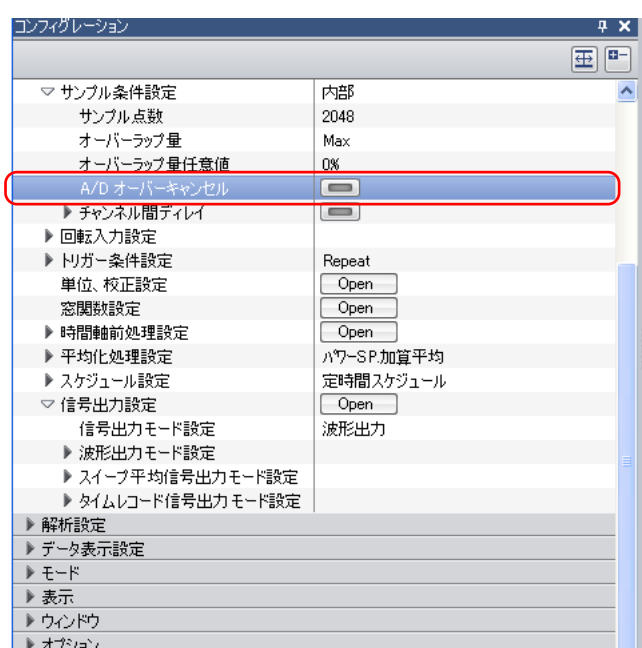 コンフィグレーション
サンプル条件設定 内部
サンプル点数 2048
オーバーラップ量 Max
オーバーラップ量任意値 0%
A/D オーバーキャンセル
チャンネル間ディレイ
回転入力設定
トリガー条件設定 Repeat
単位、校正設定 Open
窓関数設定 Open
時間軸前処理設定 Open
平均化処理設定 パワーSP.加算平均
スケジュール設定 定時間スケジュール
信号出力設定 Open
信号出力モード設定 波形出力
波形出力モード設定
スイープ平均信号出力モード設定
タイムレコード信号出力モード設定
解析設定
データ表示設定
モード
表示
ウィンドウ
オプション